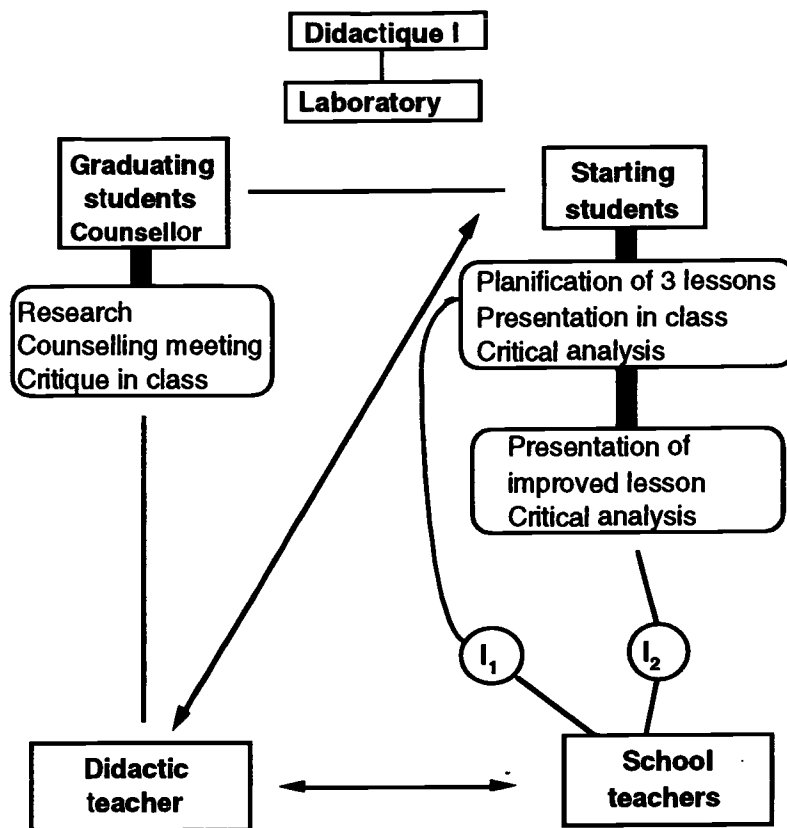 Didactique I
Laboratory
Graduating
students
Counsellor
Starting
students
Research
Counselling meeting
Critique in class
Planification of 3 lessons
Presentation in class
Critical analysis
Presentation of
improved lesson
Critical analysis
I1
I2
Didactic
teacher
School
teachers